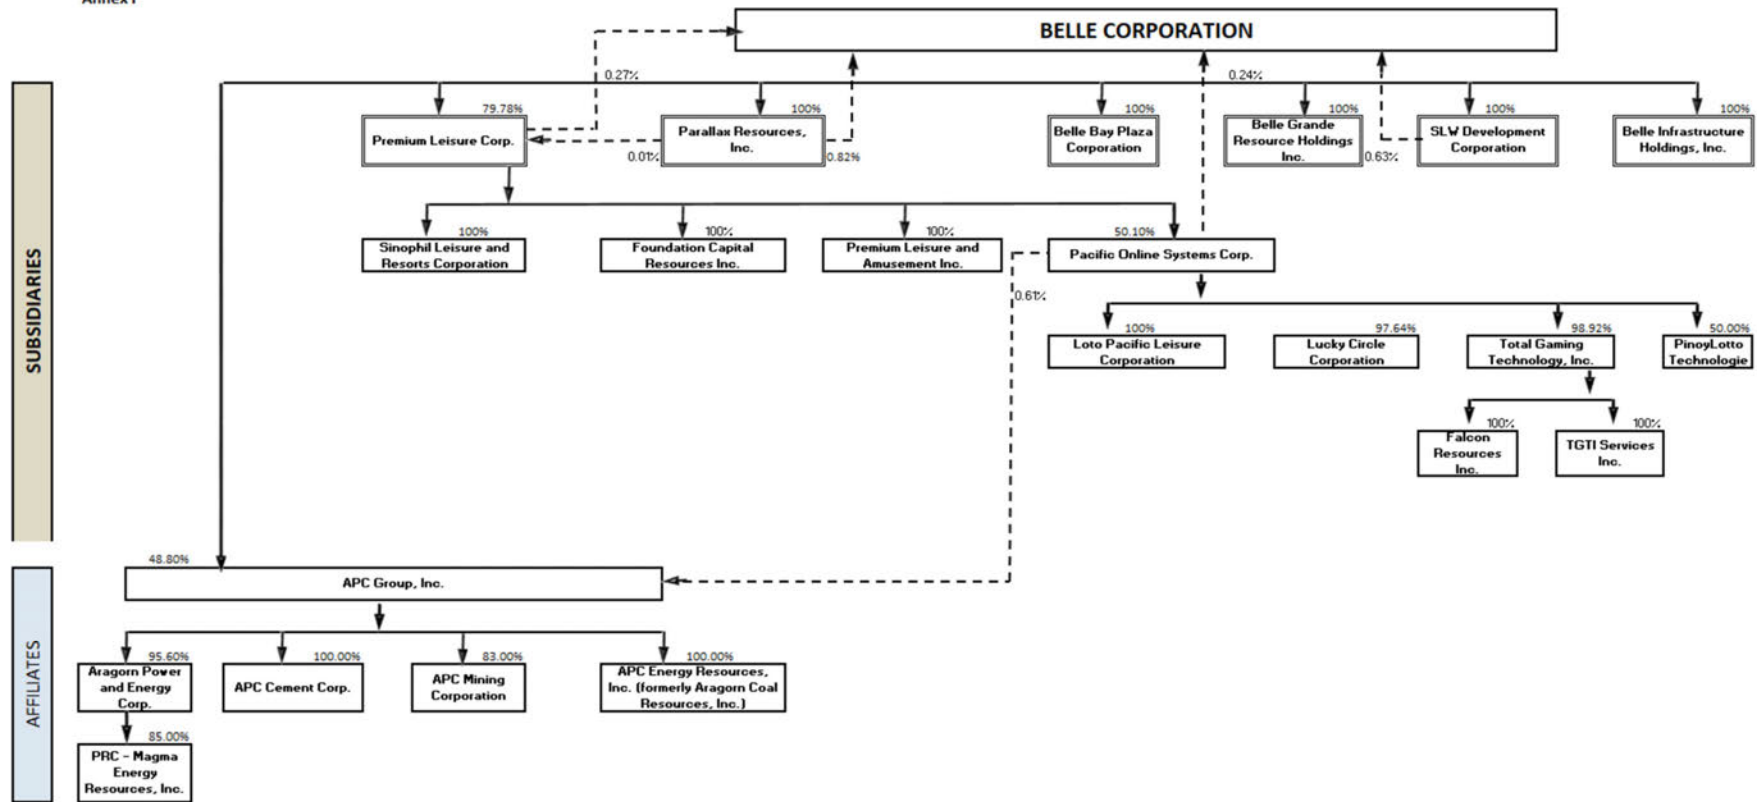 Annex I
BELLE CORPORATION
0.27%
0.24%
79.78%
100%
100%
100%
100%
100%
Premium Leisure Corp.
Parallax Resources,
Inc.
Belle Bay Plaza
Corporation
Belle Grande
Resource Holdings
Inc.
SLW Development
Corporation
Belle Infrastructure
Holdings, Inc.
0.01%
0.82%
0.63%
SUBSIDIARIES
100%
100%
100%
50.10%
Sinophil Leisure and
Resorts Corporation
Foundation Capital
Resources Inc.
Premium Leisure and
Amusement Inc.
Pacific Online Systems Corp.
0.61%
100%
97.64%
98.92%
50.00%
Loto Pacific Leisure
Corporation
Lucky Circle
Corporation
Total Gaming
Technology, Inc.
PinoyLotto
Technologie
100%
100%
Falcon
Resources
Inc.
TGTI Services
Inc.
48.80%
APC Group, Inc.
AFFILIATES
95.60%
100.00%
83.00%
100.00%
Aragorn Power
and Energy
Corp.
APC Cement Corp.
APC Mining
Corporation
APC Energy Resources,
Inc. (formerly Aragorn Coal
Resources, Inc.)
85.00%
PRC - Magma
Energy
Resources, Inc.